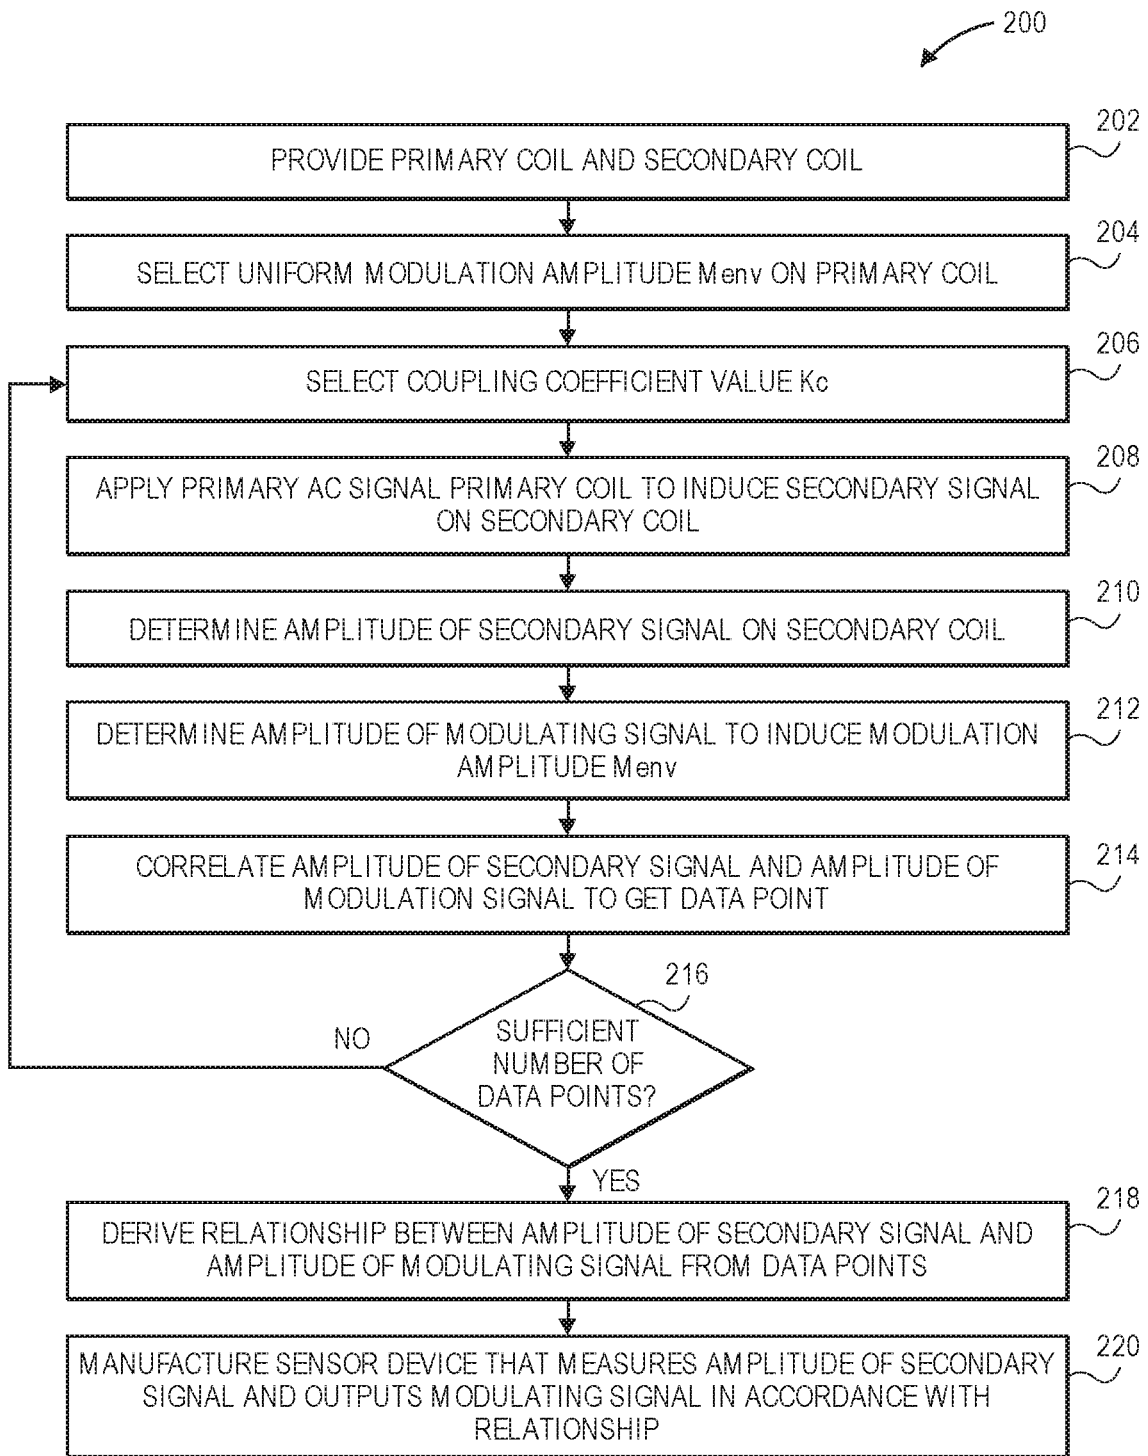 200
202
PROVIDE PRIMARY COIL AND SECONDARY COIL
204
SELECT UNIFORM MODULATION AMPLITUDE Menv ON PRIMARY COIL
206
SELECT COUPLING COEFFICIENT VALUE Kc
208
APPLY PRIMARY AC SIGNAL PRIMARY COIL TO INDUCE SECONDARY SIGNAL
ON SECONDARY COIL
210
DETERMINE AMPLITUDE OF SECONDARY SIGNAL ON SECONDARY COIL
212
DETERMINE AMPLITUDE OF MODULATING SIGNAL TO INDUCE MODULATION
AMPLITUDE Menv
214
CORRELATE AMPLITUDE OF SECONDARY SIGNAL AND AMPLITUDE OF
MODULATION SIGNAL TO GET DATA POINT
216
SUFFICIENT
NUMBER OF
DATA POINTS?
NO
YES
218
DERIVE RELATIONSHIP BETWEEN AMPLITUDE OF SECONDARY SIGNAL AND
AMPLITUDE OF MODULATING SIGNAL FROM DATA POINTS
220
MANUFACTURE SENSOR DEVICE THAT MEASURES AMPLITUDE OF SECONDARY
SIGNAL AND OUTPUTS MODULATING SIGNAL IN ACCORDANCE WITH
RELATIONSHIP